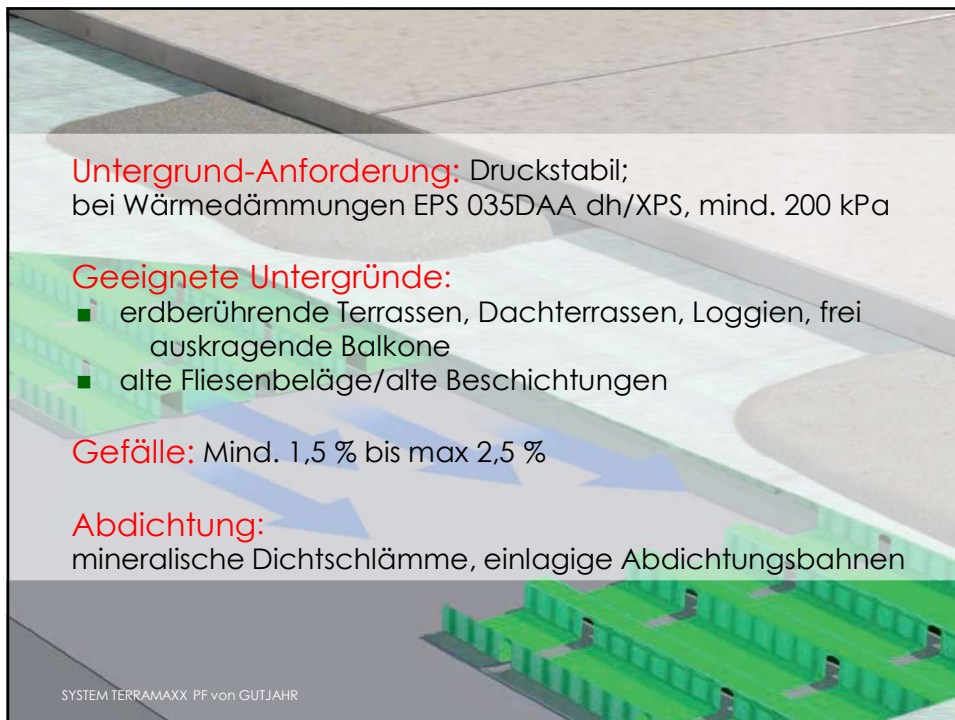 Untergrund-Anforderung: Druckstabil;
bei Wärmedämmungen EPS 035DAA dh/XPS, mind. 200 kPa
Geeignete Untergründe:
■ erdberührende Terrassen, Dachterrassen, Loggien, frei
auskragende Balkone
■ alte Fliesenbeläge/alte Beschichtungen
Gefälle: Mind. 1,5 % bis max 2,5 %
Abdichtung:
mineralische Dichtschlämme, einlagige Abdichtungsbahnen
SYSTEM TERRAMAXX PF von GUTJAHR